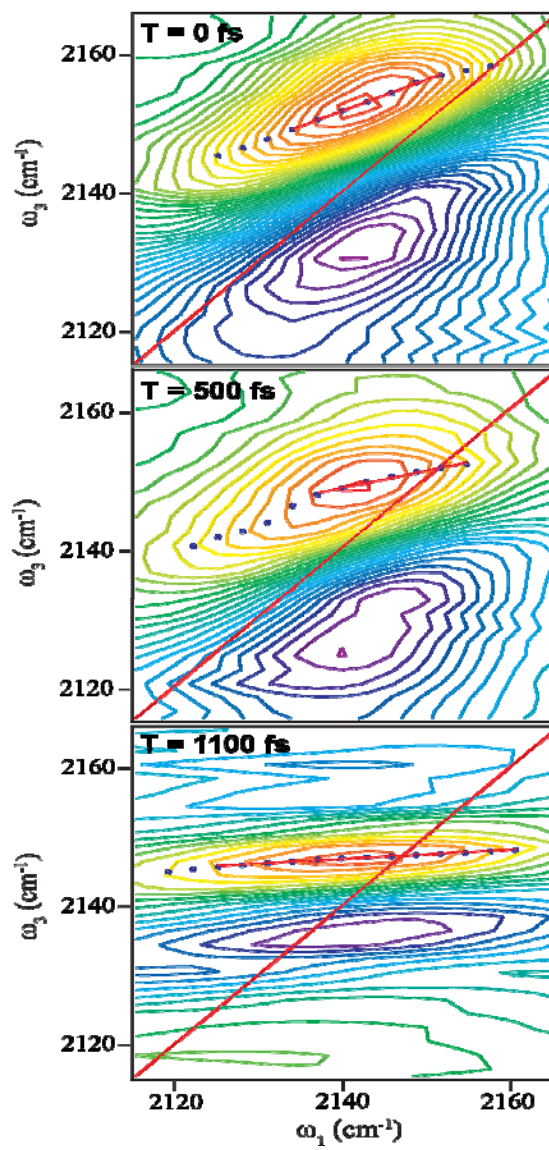 T = 0 fs
2160
2140
2120
ω₃ (cm⁻¹)
T = 500 fs
2160
2140
2120
ω₃ (cm⁻¹)
T = 1100 fs
2160
2140
2120
ω₃ (cm⁻¹)
2120 2140 2160
ω₁ (cm⁻¹)